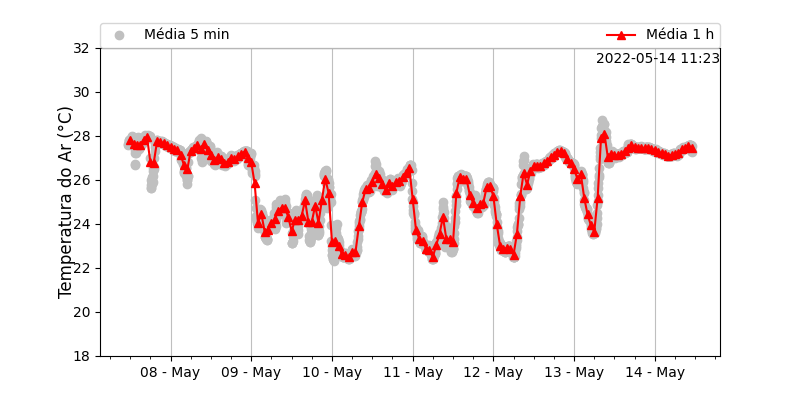 Média 5 min
Média 1 h
2022-05-14 11:23
Temperatura do Ar (°C)
32
30
28
26
24
22
20
18
08 - May
09 - May
10 - May
11 - May
12 - May
13 - May
14 - May